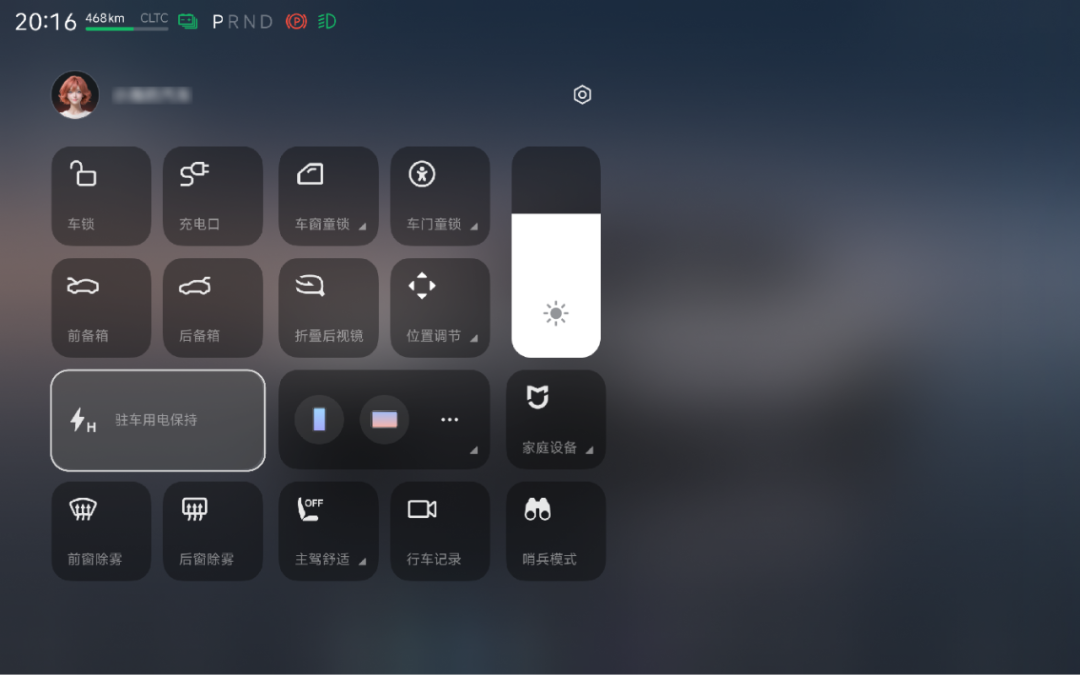 20:16 468km CLTC PRND
车锁 充电口 车窗童锁 车门童锁
前备箱 后备箱 折叠后视镜 位置调节
H 驻车用电保持
家庭设备
OFF
前窗除雾 后窗除雾 主驾舒适 行车记录 哨兵模式